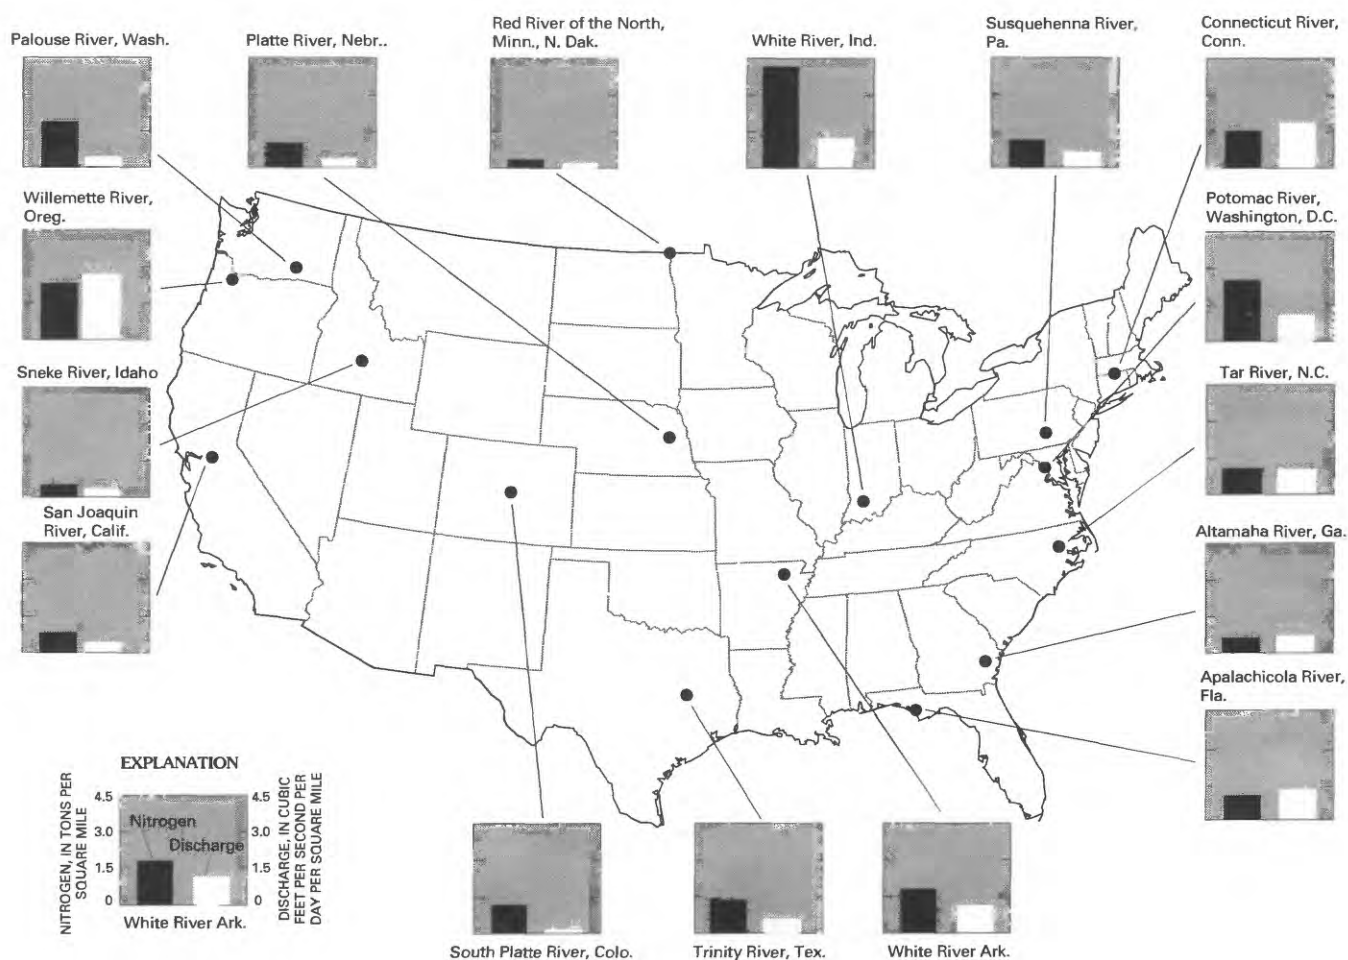 Palouse River, Wash.
Platte River, Nebr..
Red River of the North,
Minn., N. Dak.
White River, Ind.
Susquehenna River,
Pa.
Connecticut River,
Conn.
Willemette River,
Oreg.
Potomac River,
Washington, D.C.
Sneke River, Idaho
Tar River, N.C.
San Joaquin
River, Calif.
Altamaha River, Ga.
Apalachicola River,
Fla.
EXPLANATION
NITROGEN, IN TONS PER
SQUARE MILE
4.5
3.0
1.5
0
Nitrogen
Discharge
4.5
3.0
1.5
0
DISCHARGE, IN CUBIC
FEET PER SECOND PER
DAY PER SQUARE MILE
White River Ark.
South Platte River, Colo.
Trinity River, Tex.
White River Ark.